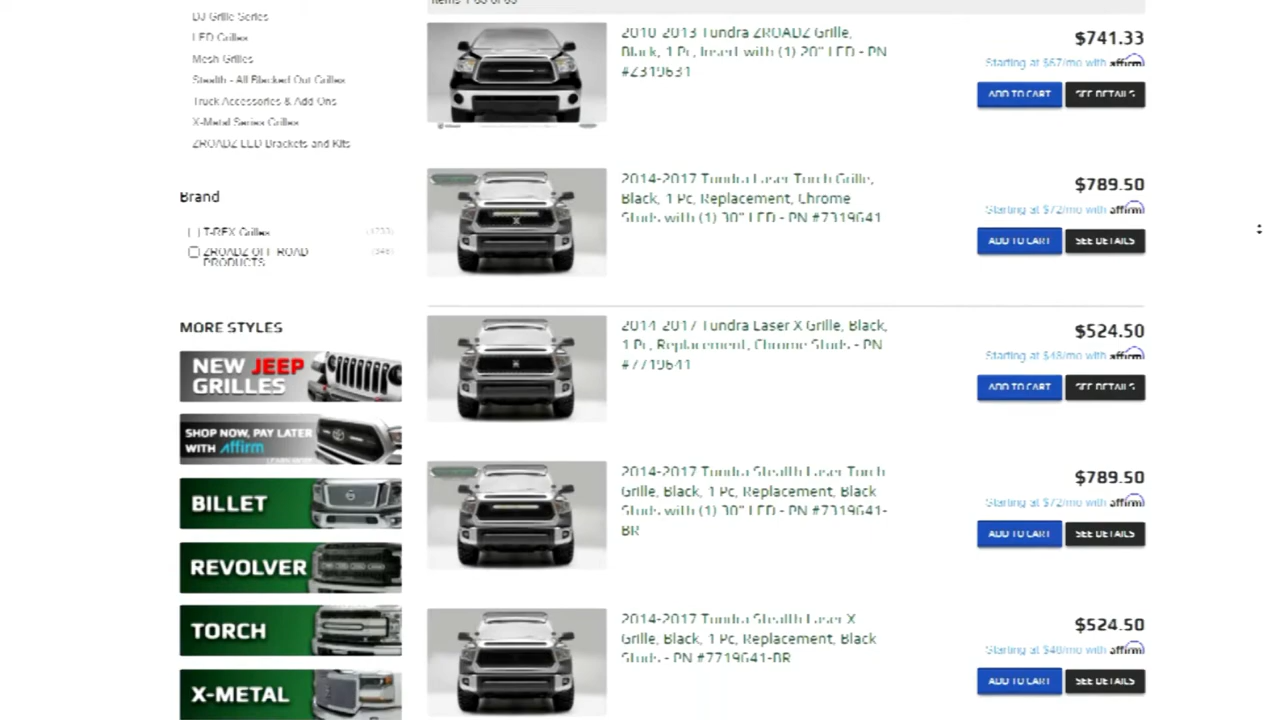 DJ Grille Series
LED Grilles
Mesh Grilles
Stealth - All Blacked Out Grilles
Truck Accessories & Add Ons
X-Metal Series Grilles
ZROADZ LED Brackets and Kits
Brand
T-REX Grilles
ZROADZ OFF ROAD
PRODUCTS
MORE STYLES
NEW JEEP
GRILLES
SHOP NOW, PAY LATER
WITH affirm
LEARN MORE
BILLET
REVOLVER
TORCH
X-METAL
2010-2013 Tundra ZROADZ Grille,
Black, 1 Pc, Insert with (1) 20" LED - PN
#Z319631
$741.33
Starting at $67/mo with affirm
ADD TO CART
SEE DETAILS
2014-2017 Tundra Laser Torch Grille,
Black, 1 Pc, Replacement, Chrome
Studs with (1) 30" LED - PN #7319641
$789.50
Starting at $72/mo with affirm
ADD TO CART
SEE DETAILS
2014-2017 Tundra Laser X Grille, Black,
1 Pc, Replacement, Chrome Studs - PN
#7719641
$524.50
Starting at $48/mo with affirm
ADD TO CART
SEE DETAILS
2014-2017 Tundra Stealth Laser Torch
Grille, Black, 1 Pc, Replacement, Black
Studs with (1) 30" LED - PN #7319641-
BR
$789.50
Starting at $72/mo with affirm
ADD TO CART
SEE DETAILS
2014-2017 Tundra Stealth Laser X
Grille, Black, 1 Pc, Replacement, Black
Studs - PN #7719641-BR
$524.50
Starting at $48/mo with affirm
ADD TO CART
SEE DETAILS